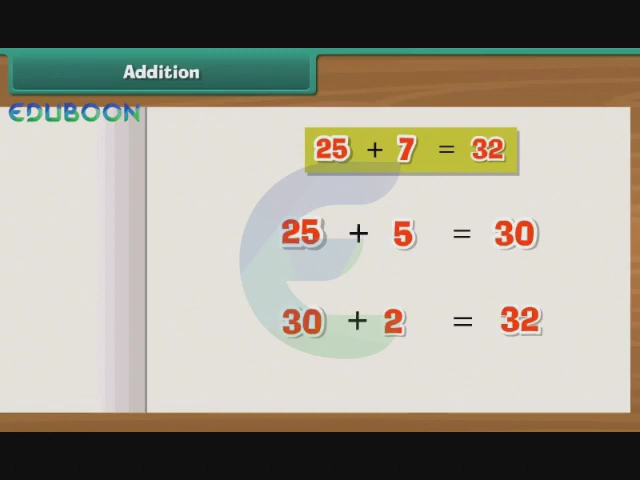 Addition
EDUBOON
25 + 7 = 32
25 + 5 = 30
30 + 2 = 32